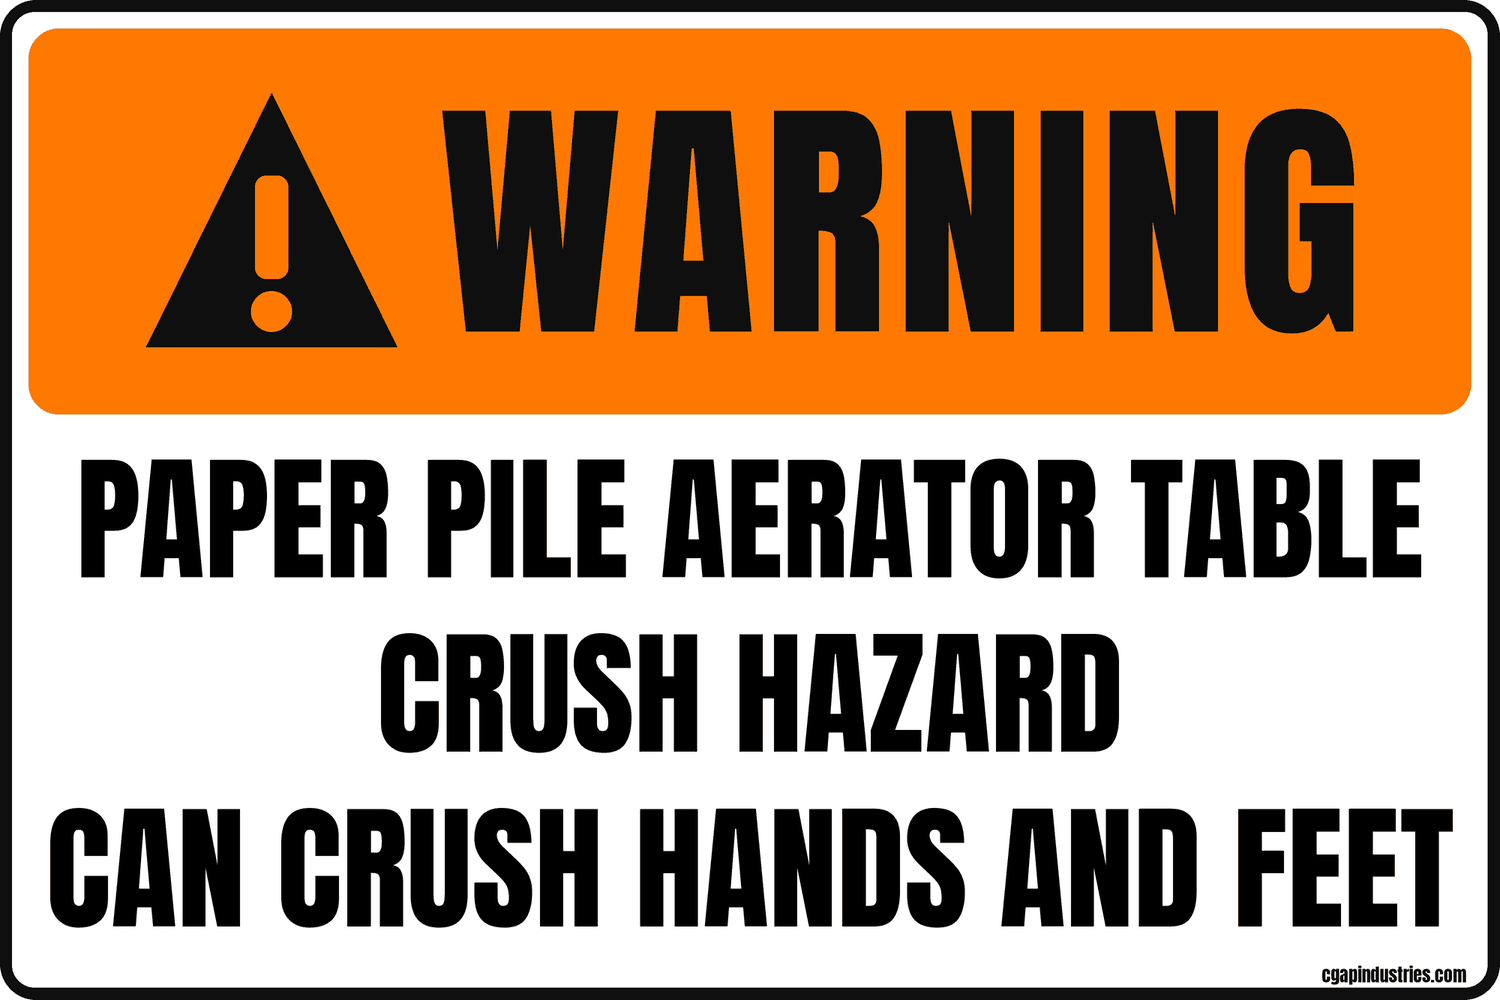 WARNING
PAPER PILE AERATOR TABLE
CRUSH HAZARD
CAN CRUSH HANDS AND FEET
cgapindustries.com